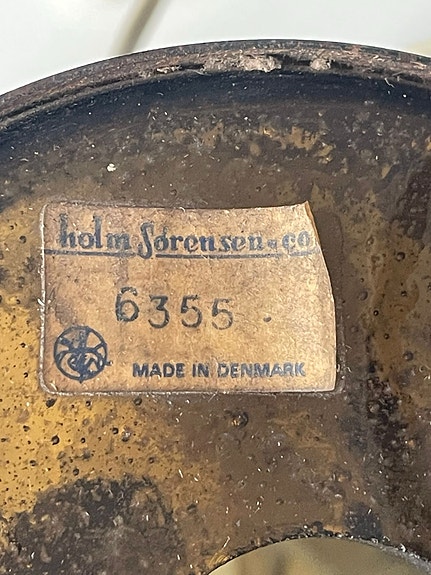 holm Sørensen & co
6355
MADE IN DENMARK